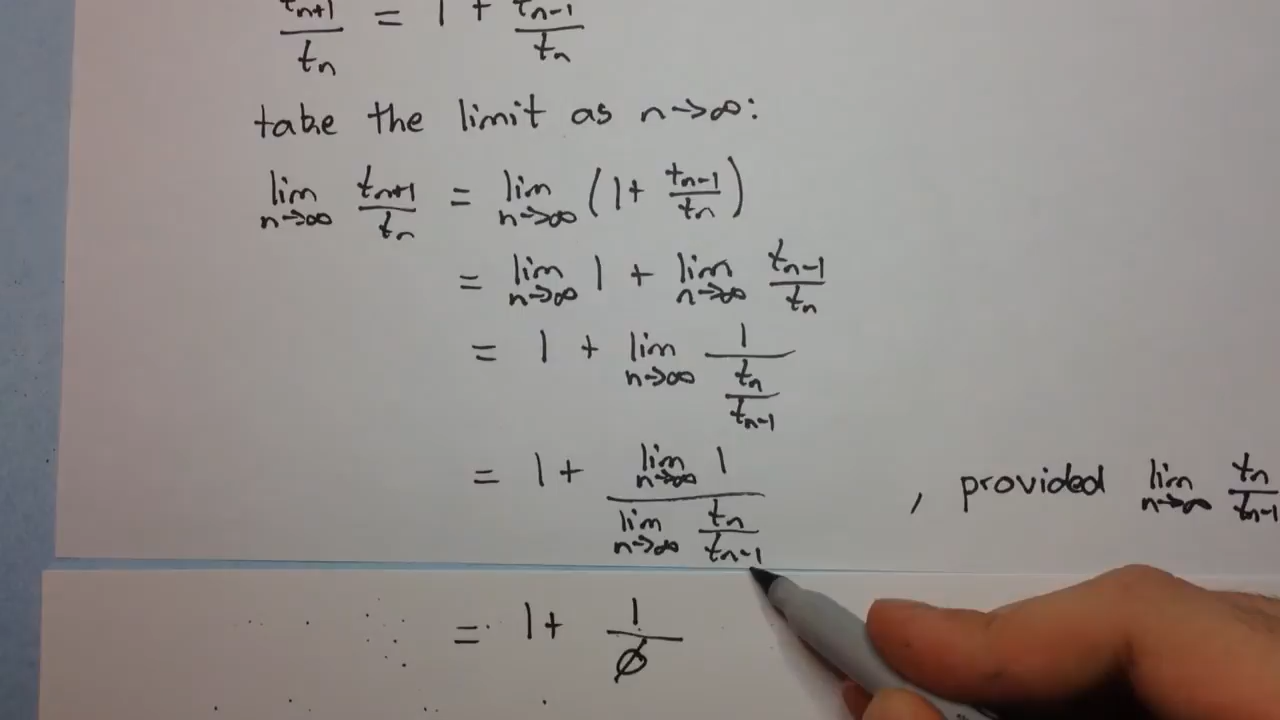 t_{n+1}/t_n = 1 + t_{n-1}/t_n
take the limit as n→∞:
lim_{n→∞} t_{n+1}/t_n = lim_{n→∞} (1 + t_{n-1}/t_n)
= lim_{n→∞} 1 + lim_{n→∞} t_{n-1}/t_n
= 1 + lim_{n→∞} 1/(t_n/t_{n-1})
= 1 + (lim_{n→∞} 1)/(lim_{n→∞} t_n/t_{n-1}) , provided lim_{n→∞} t_n/t_{n-1}
= 1 + 1/ϕ